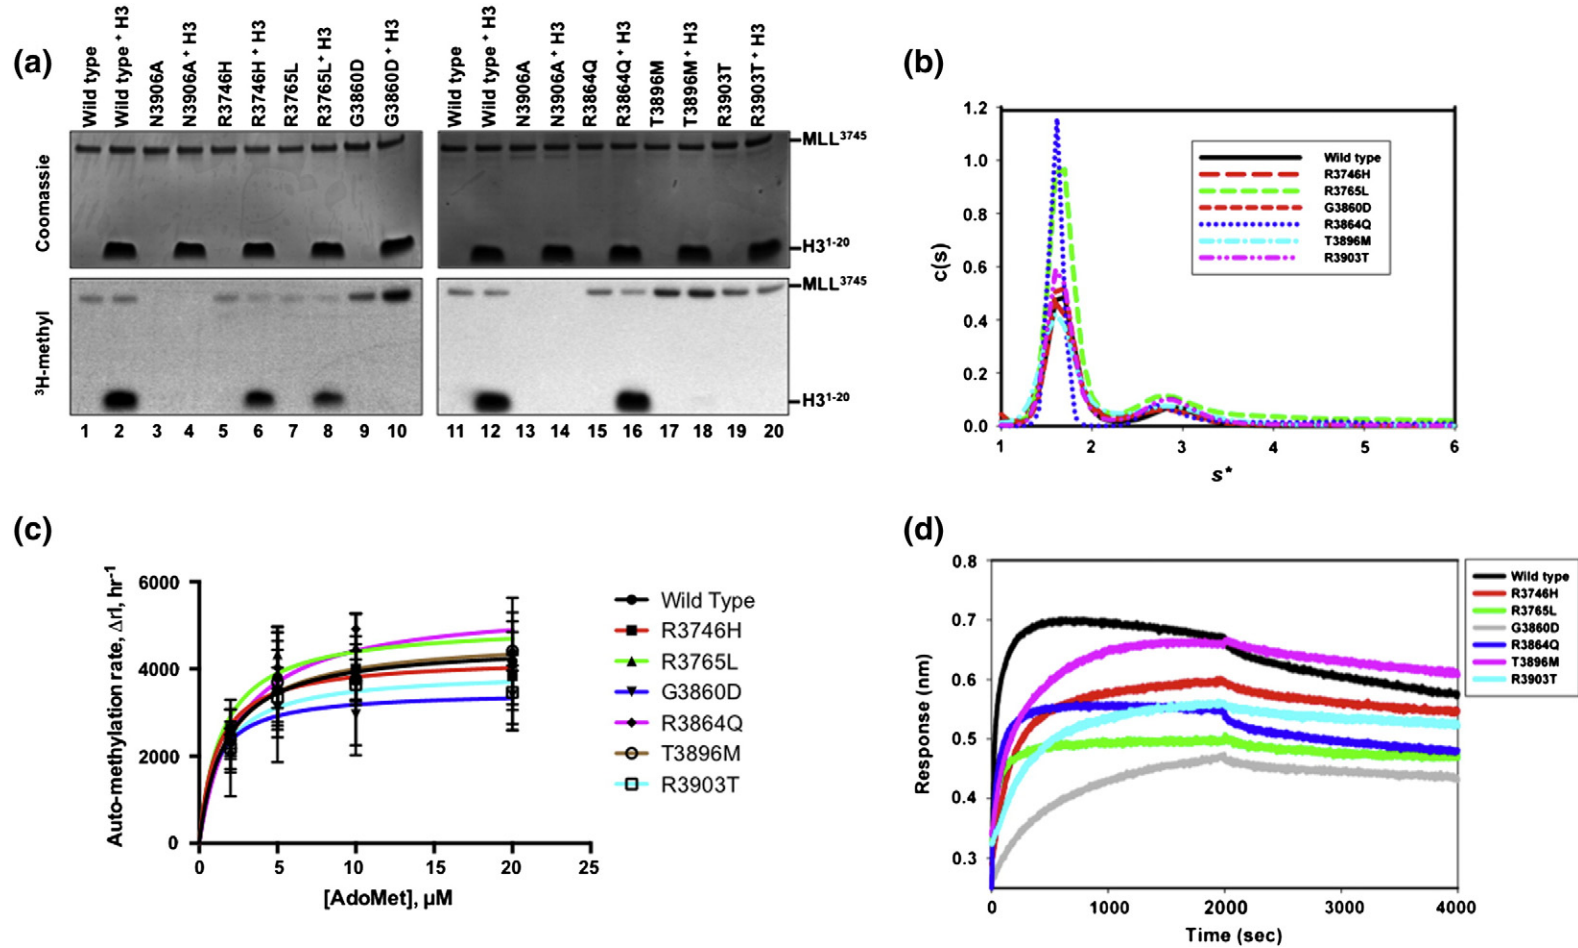 (a)
Wild type
Wild type + H3
N3906A
N3906A + H3
R3746H
R3746H + H3
R3765L
R3765L + H3
G3860D
G3860D + H3
Wild type
Wild type + H3
N3906A
N3906A + H3
R3864Q
R3864Q + H3
T3896M
T3896M + H3
R3903T
R3903T + H3
Coomassie
MLL3745
H31-20
3H-methyl
MLL3745
H31-20
1 2 3 4 5 6 7 8 9 10 11 12 13 14 15 16 17 18 19 20
(b)
c(s)
1.2
1.0
0.8
0.6
0.4
0.2
0.0
1 2 3 4 5 6
s*
Wild type
R3746H
R3765L
G3860D
R3864Q
T3896M
R3903T
(c)
Auto-methylation rate, Δrl, hr-1
6000
4000
2000
0
0 5 10 15 20 25
[AdoMet], µM
Wild Type
R3746H
R3765L
G3860D
R3864Q
T3896M
R3903T
(d)
Response (nm)
0.8
0.7
0.6
0.5
0.4
0.3
0 1000 2000 3000 4000
Time (sec)
Wild type
R3746H
R3765L
G3860D
R3864Q
T3896M
R3903T